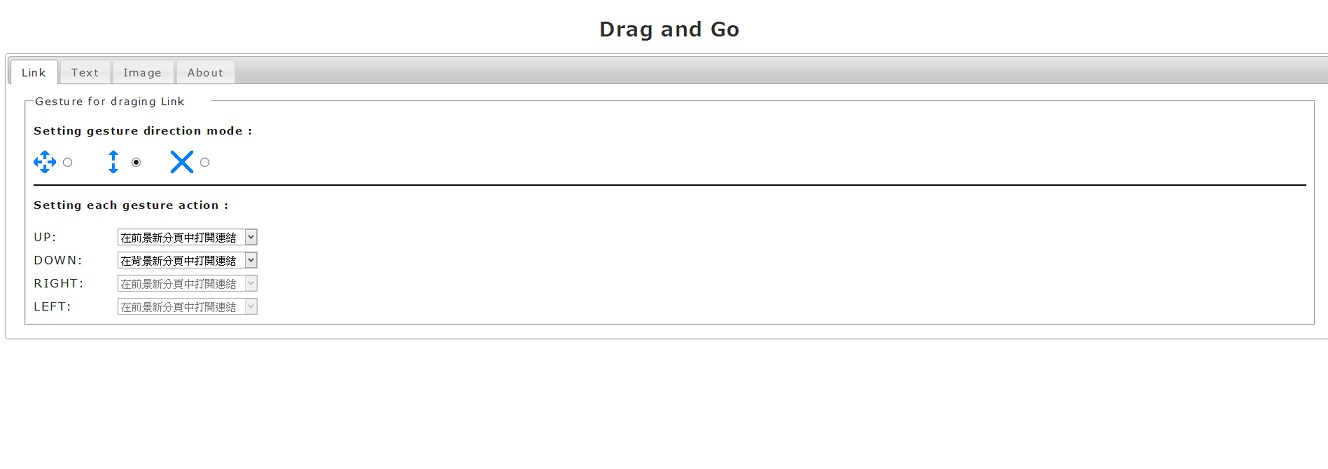 Drag and Go
Link Text Image About
Gesture for draging Link
Setting gesture direction mode :
Setting each gesture action :
UP: 在前景新分頁中打開連結
DOWN: 在背景新分頁中打開連結
RIGHT: 在前景新分頁中打開連結
LEFT: 在前景新分頁中打開連結